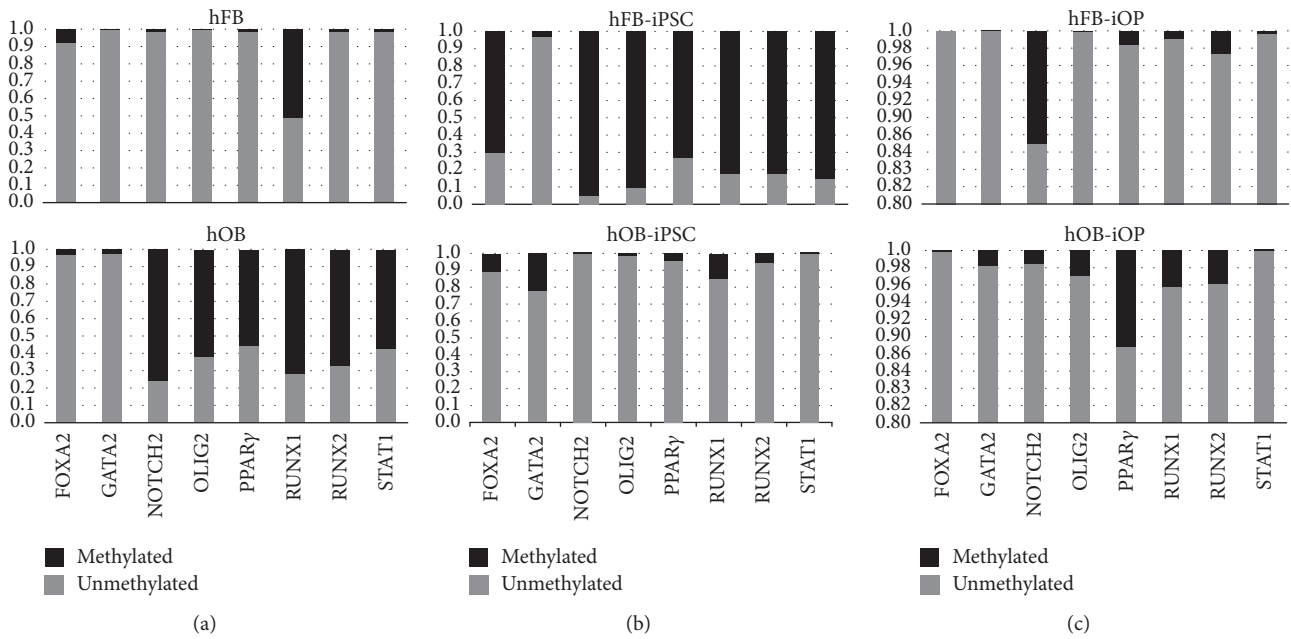 hFB
1.0
0.9
0.8
0.7
0.6
0.5
0.4
0.3
0.2
0.1
0.0
hOB
1.0
0.9
0.8
0.7
0.6
0.5
0.4
0.3
0.2
0.1
0.0
FOXA2
GATA2
NOTCH2
OLIG2
PPARγ
RUNX1
RUNX2
STAT1
Methylated
Unmethylated
(a)
hFB-iPSC
1.0
0.9
0.8
0.7
0.6
0.5
0.4
0.3
0.2
0.1
0.0
hOB-iPSC
1.0
0.9
0.8
0.7
0.6
0.5
0.4
0.3
0.2
0.1
0.0
FOXA2
GATA2
NOTCH2
OLIG2
PPARγ
RUNX1
RUNX2
STAT1
Methylated
Unmethylated
(b)
hFB-iOP
1.0
0.98
0.96
0.94
0.92
0.92
0.86
0.84
0.82
0.82
0.80
hOB-iOP
1.0
0.98
0.96
0.94
0.92
0.90
0.86
0.84
0.83
0.82
0.80
FOXA2
GATA2
NOTCH2
OLIG2
PPARγ
RUNX1
RUNX2
STAT1
Methylated
Unmethylated
(c)